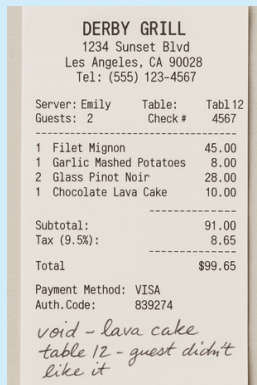 DERBY GRILL
1234 Sunset Blvd
Los Angeles, CA 90028
Tel: (555) 123-4567
Server: Emily Table: Tabl 12
Guests: 2 Check # 4567
1 Filet Mignon 45.00
1 Garlic Mashed Potatoes 8.00
2 Glass Pinot Noir 28.00
1 Chocolate Lava Cake 10.00
Subtotal: 91.00
Tax (9.5%): 8.65
Total $99.65
Payment Method: VISA
Auth.Code: 839274
void – lava cake
table 12 – guest didn't
like it